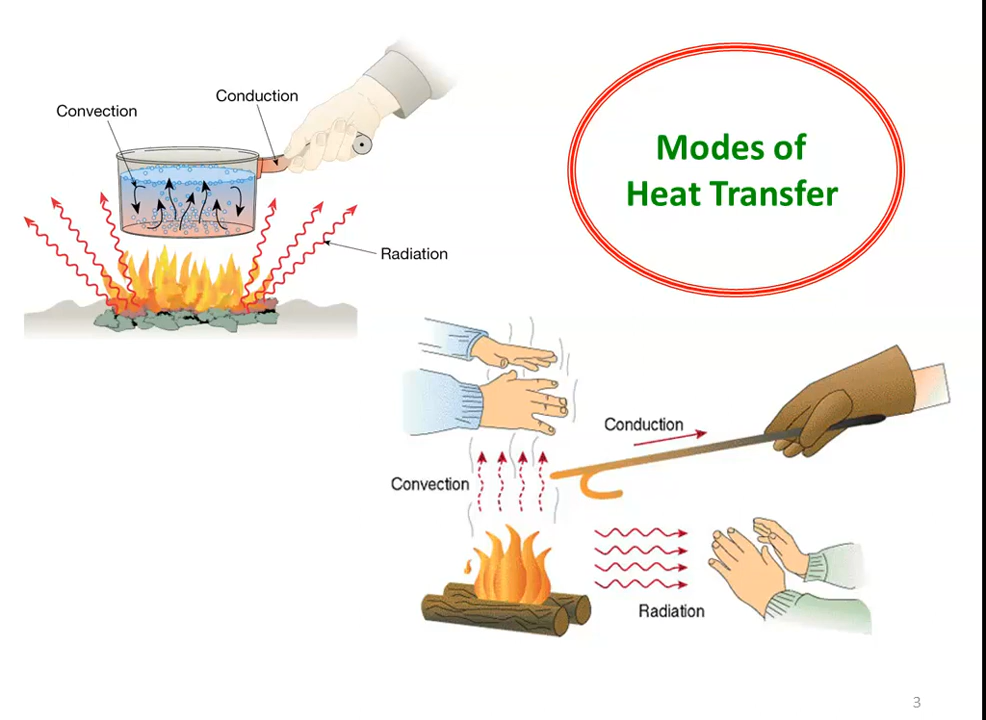 Modes of
Heat Transfer
Convection
Conduction
Radiation
Conduction
Convection
Radiation
3